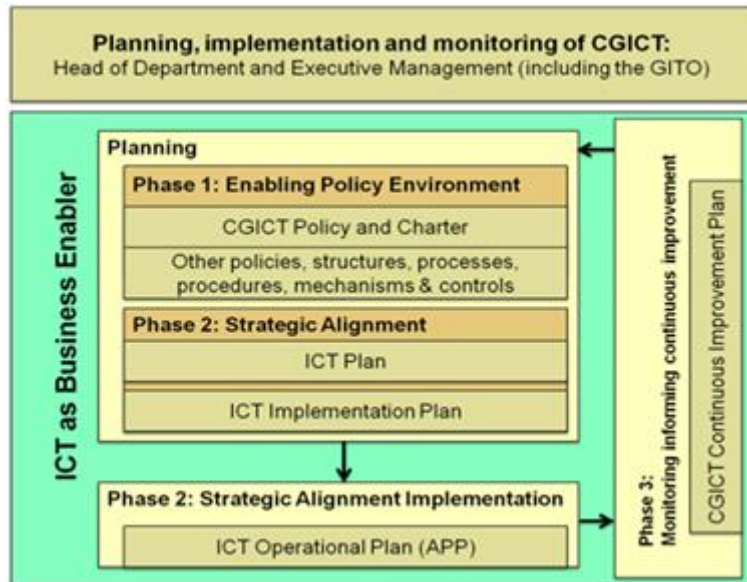 Planning, implementation and monitoring of CGICT:
Head of Department and Executive Management (including the GITO)
ICT as Business Enabler
Planning
Phase 1: Enabling Policy Environment
CGICT Policy and Charter
Other policies, structures, processes,
procedures, mechanisms & controls
Phase 2: Strategic Alignment
ICT Plan
ICT Implementation Plan
Phase 2: Strategic Alignment Implementation
ICT Operational Plan (APP)
Phase 3:
Monitoring informing continuous improvement
CGICT Continuous Improvement Plan